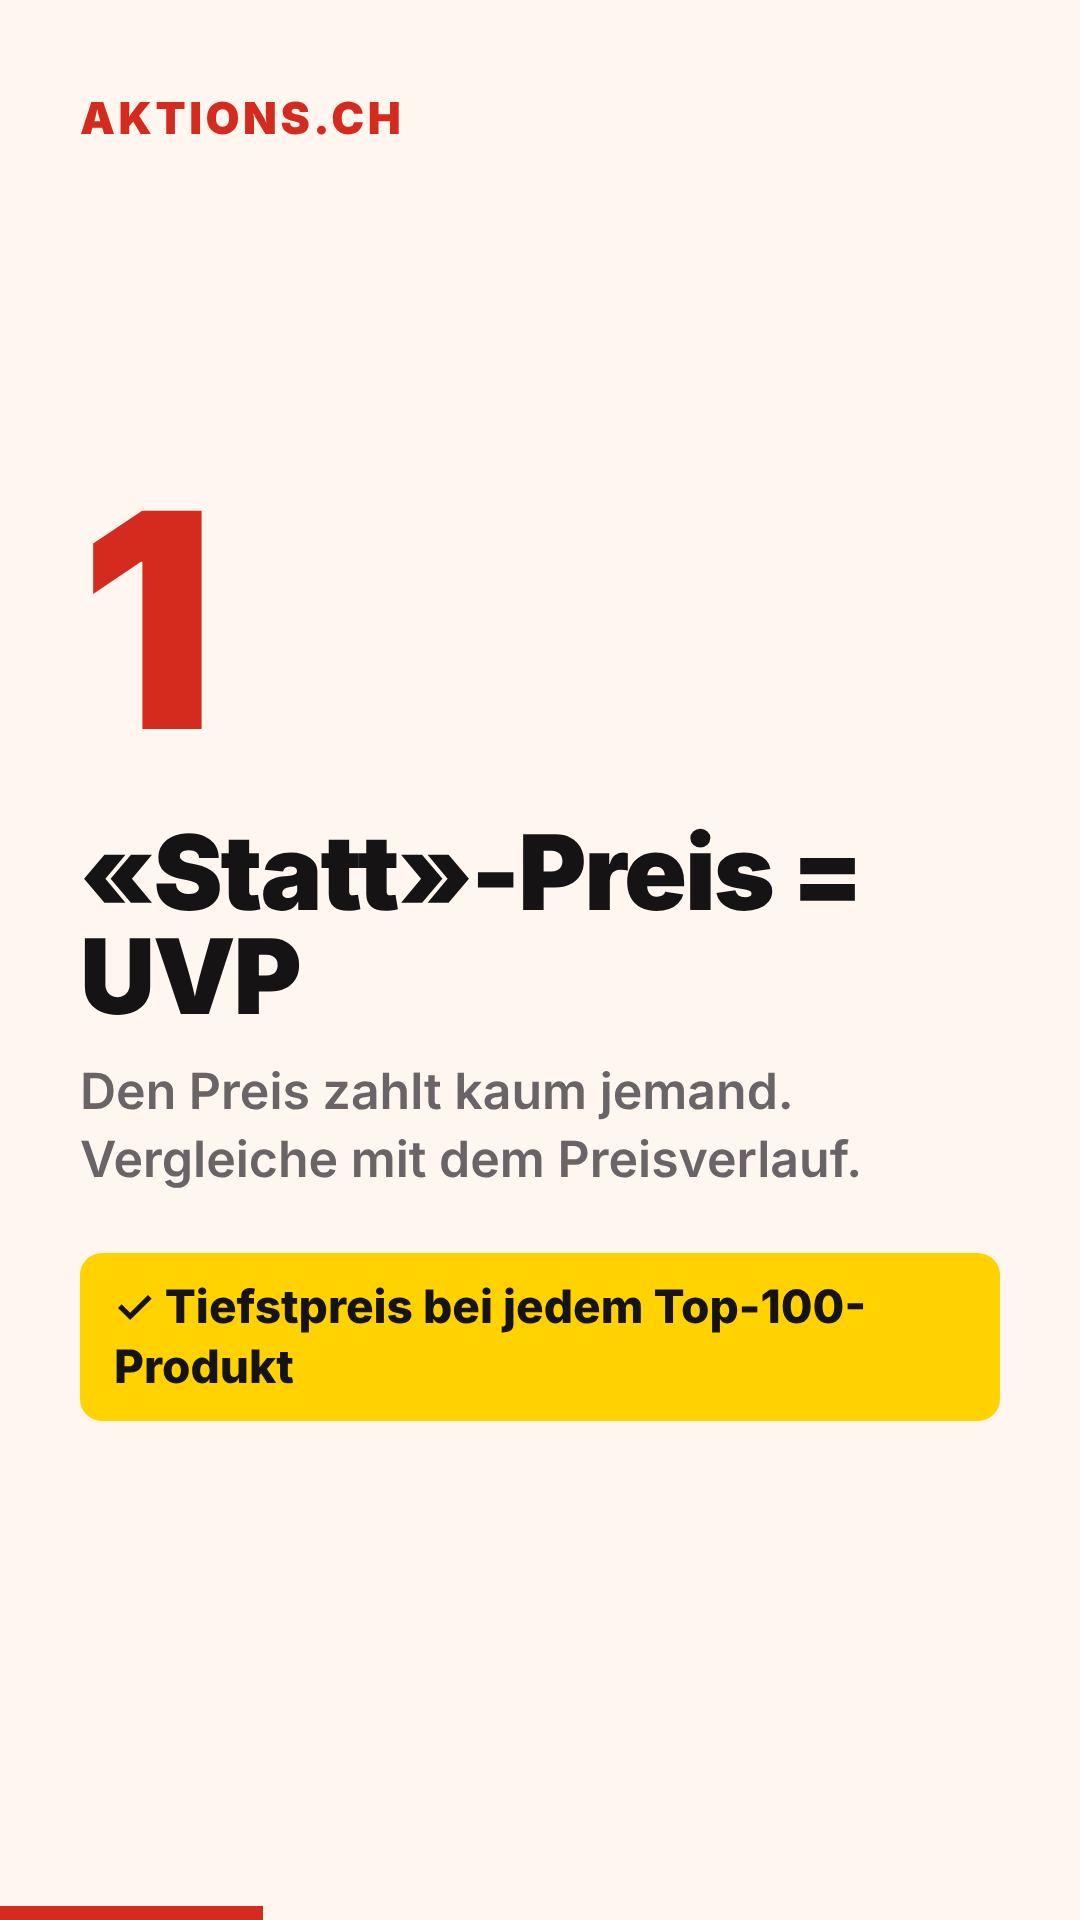 AKTIONS.CH
1
«Statt»-Preis =
UVP
Den Preis zahlt kaum jemand.
Vergleiche mit dem Preisverlauf.
✓ Tiefstpreis bei jedem Top-100-
Produkt